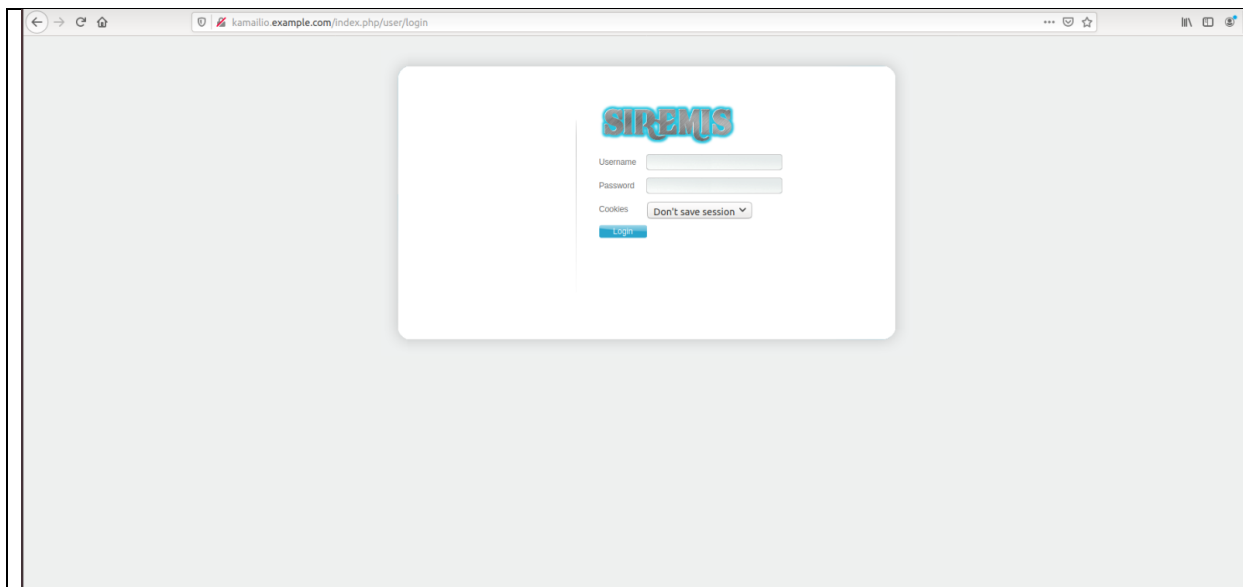 kamailio.example.com/index.php/user/login
SIREMIS
Username
Password
Cookies Don't save session
Login